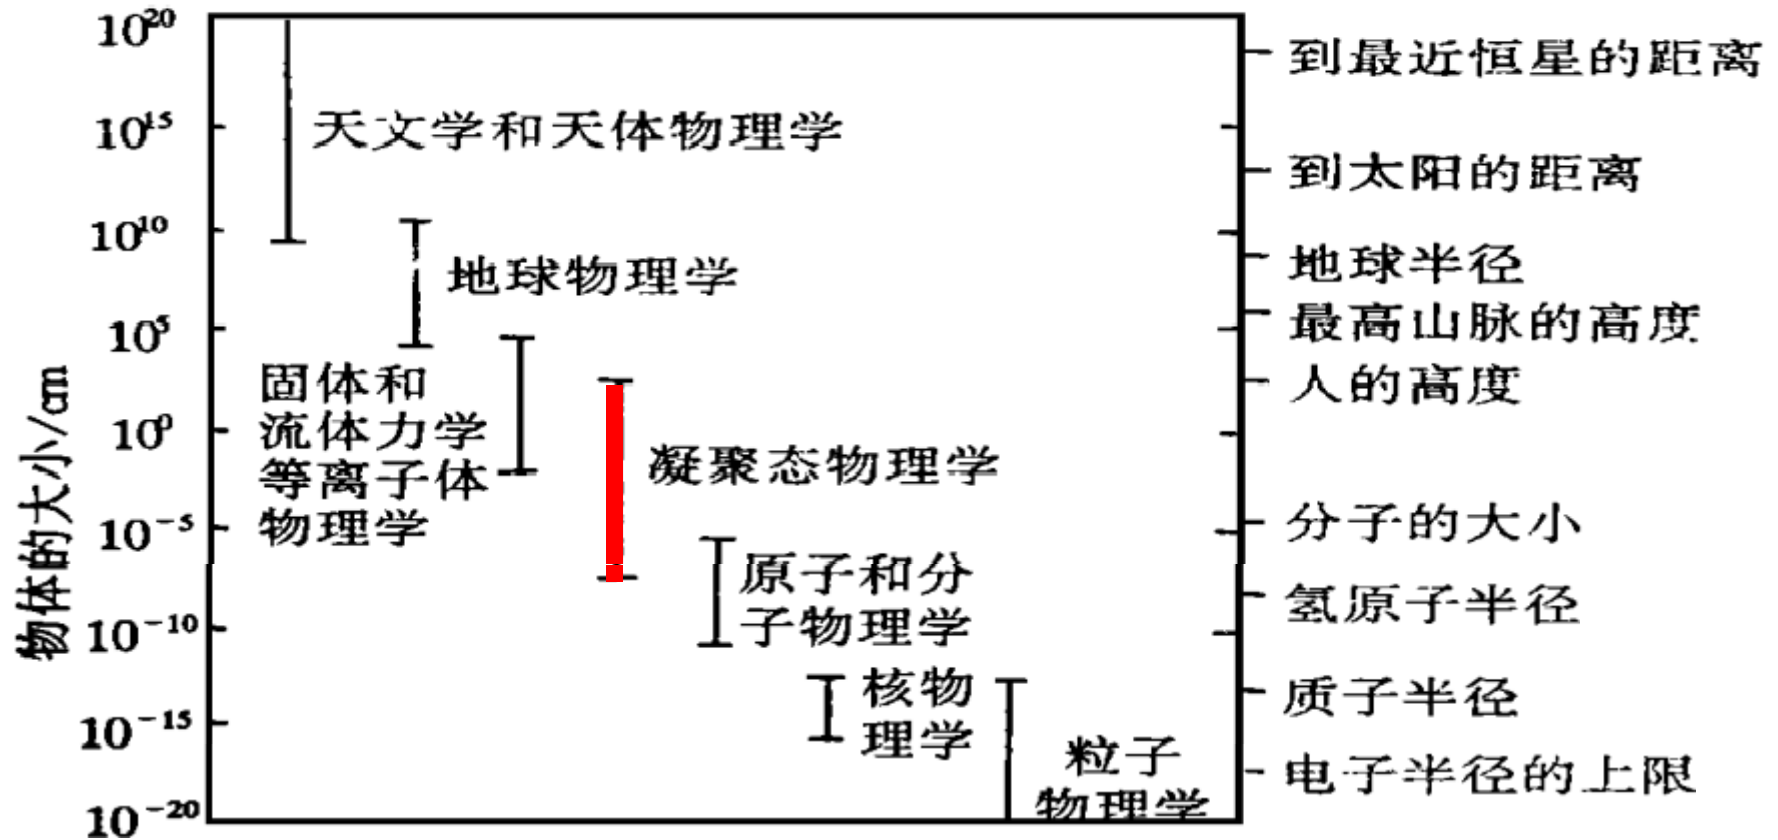 10²⁰
10¹⁵
10¹⁰
10⁵
10⁰
10⁻⁵
10⁻¹⁰
10⁻¹⁵
10⁻²⁰
物体的大小/cm
天文学和天体物理学
地球物理学
固体和
流体力学
等离子体
物理学
凝聚态物理学
原子和分
子物理学
核物
理学
粒子
物理学
到最近恒星的距离
到太阳的距离
地球半径
最高山脉的高度
人的高度
分子的大小
氢原子半径
质子半径
电子半径的上限